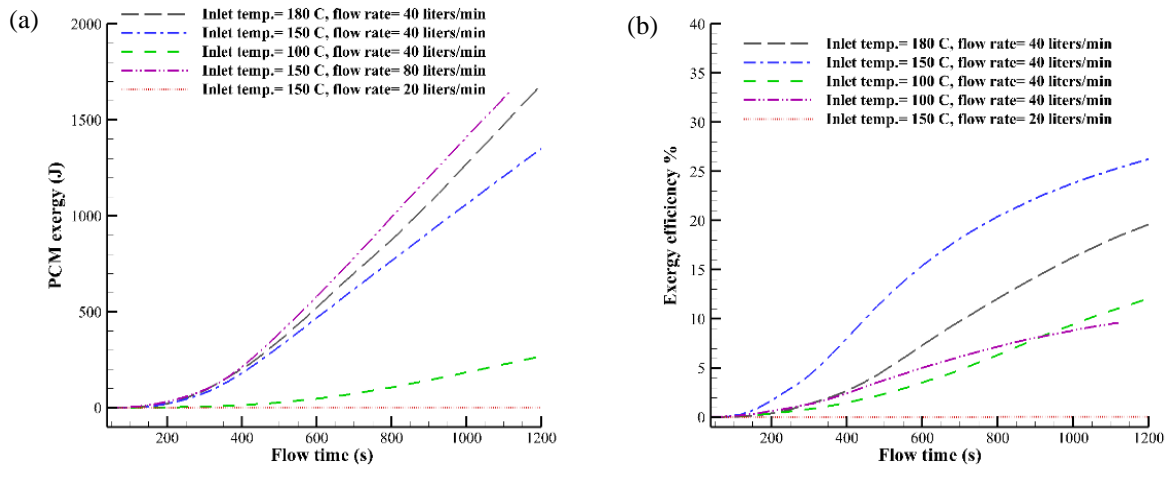 (a)
Inlet temp.= 180 C, flow rate= 40 liters/min
Inlet temp.= 150 C, flow rate= 40 liters/min
Inlet temp.= 100 C, flow rate= 40 liters/min
Inlet temp.= 150 C, flow rate= 80 liters/min
Inlet temp.= 150 C, flow rate= 20 liters/min
2000
1500
1000
500
0
PCM exergy (J)
200 400 600 800 1000 1200
Flow time (s)
(b)
Inlet temp.= 180 C, flow rate= 40 liters/min
Inlet temp.= 150 C, flow rate= 40 liters/min
Inlet temp.= 100 C, flow rate= 40 liters/min
Inlet temp.= 100 C, flow rate= 40 liters/min
Inlet temp.= 150 C, flow rate= 20 liters/min
40
35
30
25
20
15
10
5
0
Exergy efficiency %
200 400 600 800 1000 1200
Flow time (s)